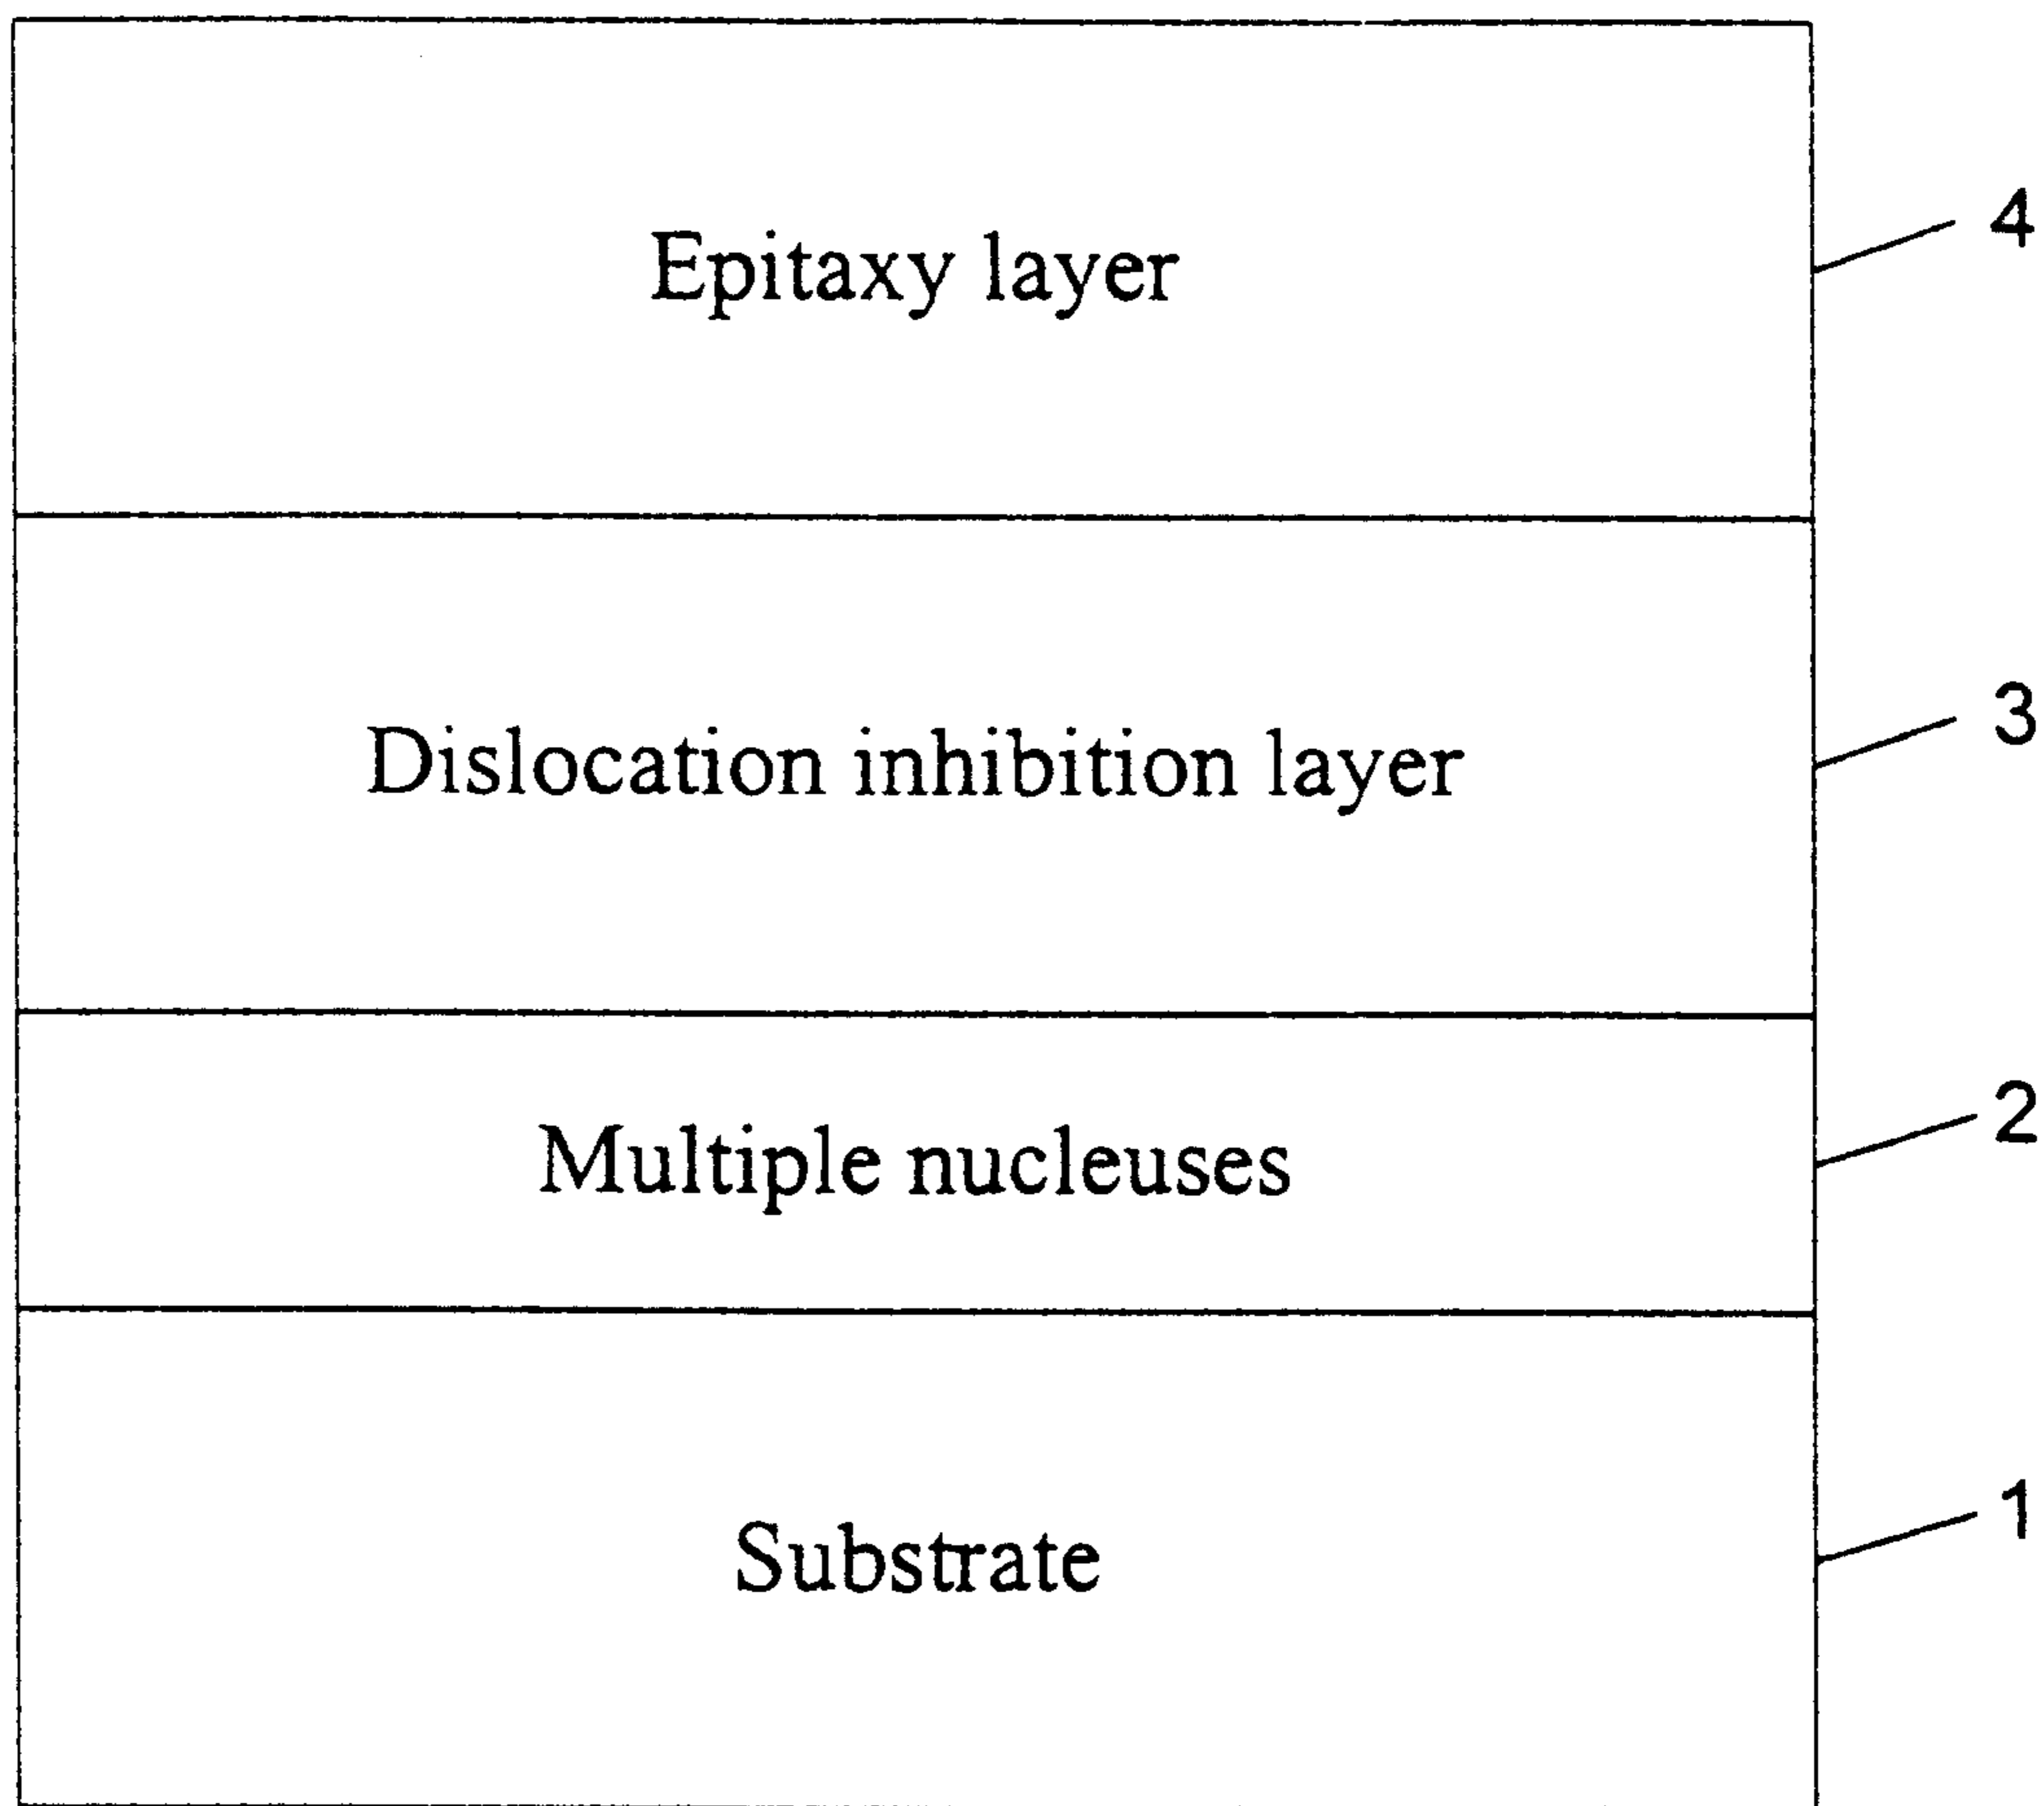 Epitaxy layer
4
Dislocation inhibition layer
3
Multiple nucleuses
2
Substrate
1